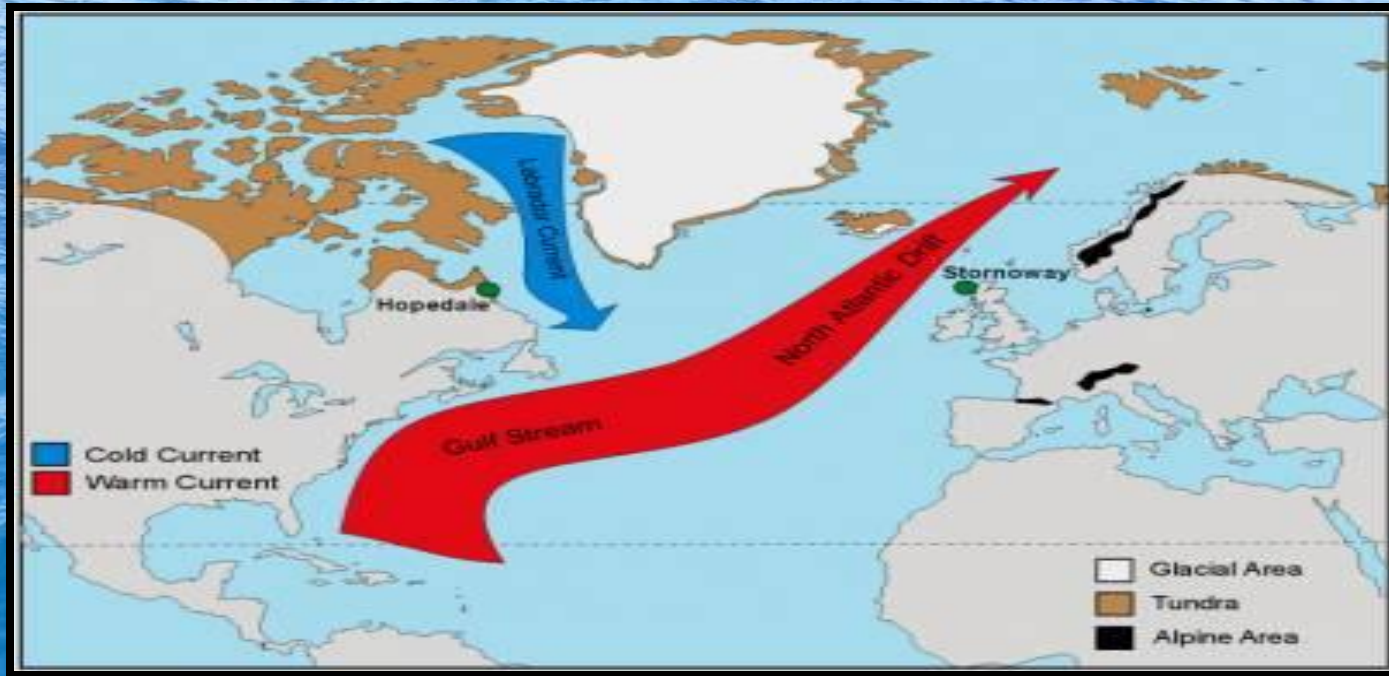 Labrador Current
Hopedale
Stornoway
North Atlantic Drift
Gulf Stream
Cold Current
Warm Current
Glacial Area
Tundra
Alpine Area